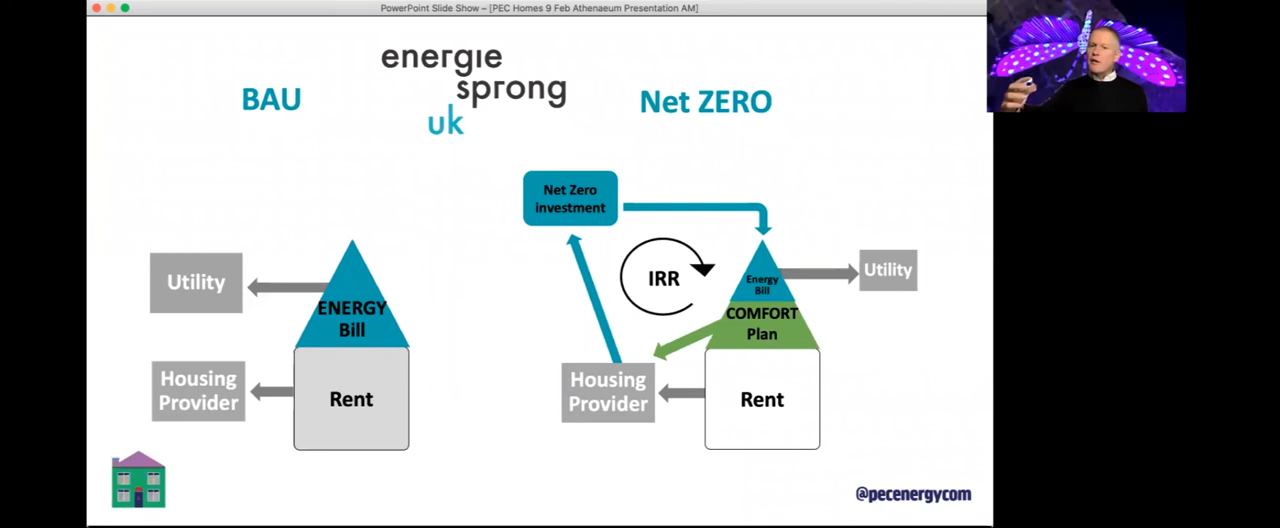 PowerPoint Slide Show – [PEC Homes 9 Feb Athenaeum Presentation AM]
energie
sprong
uk
BAU
Net ZERO
Utility
ENERGY
Bill
Housing
Provider
Rent
Net Zero
investment
IRR
Energy
Bill
Utility
COMFORT
Plan
Housing
Provider
Rent
@pecenergycom